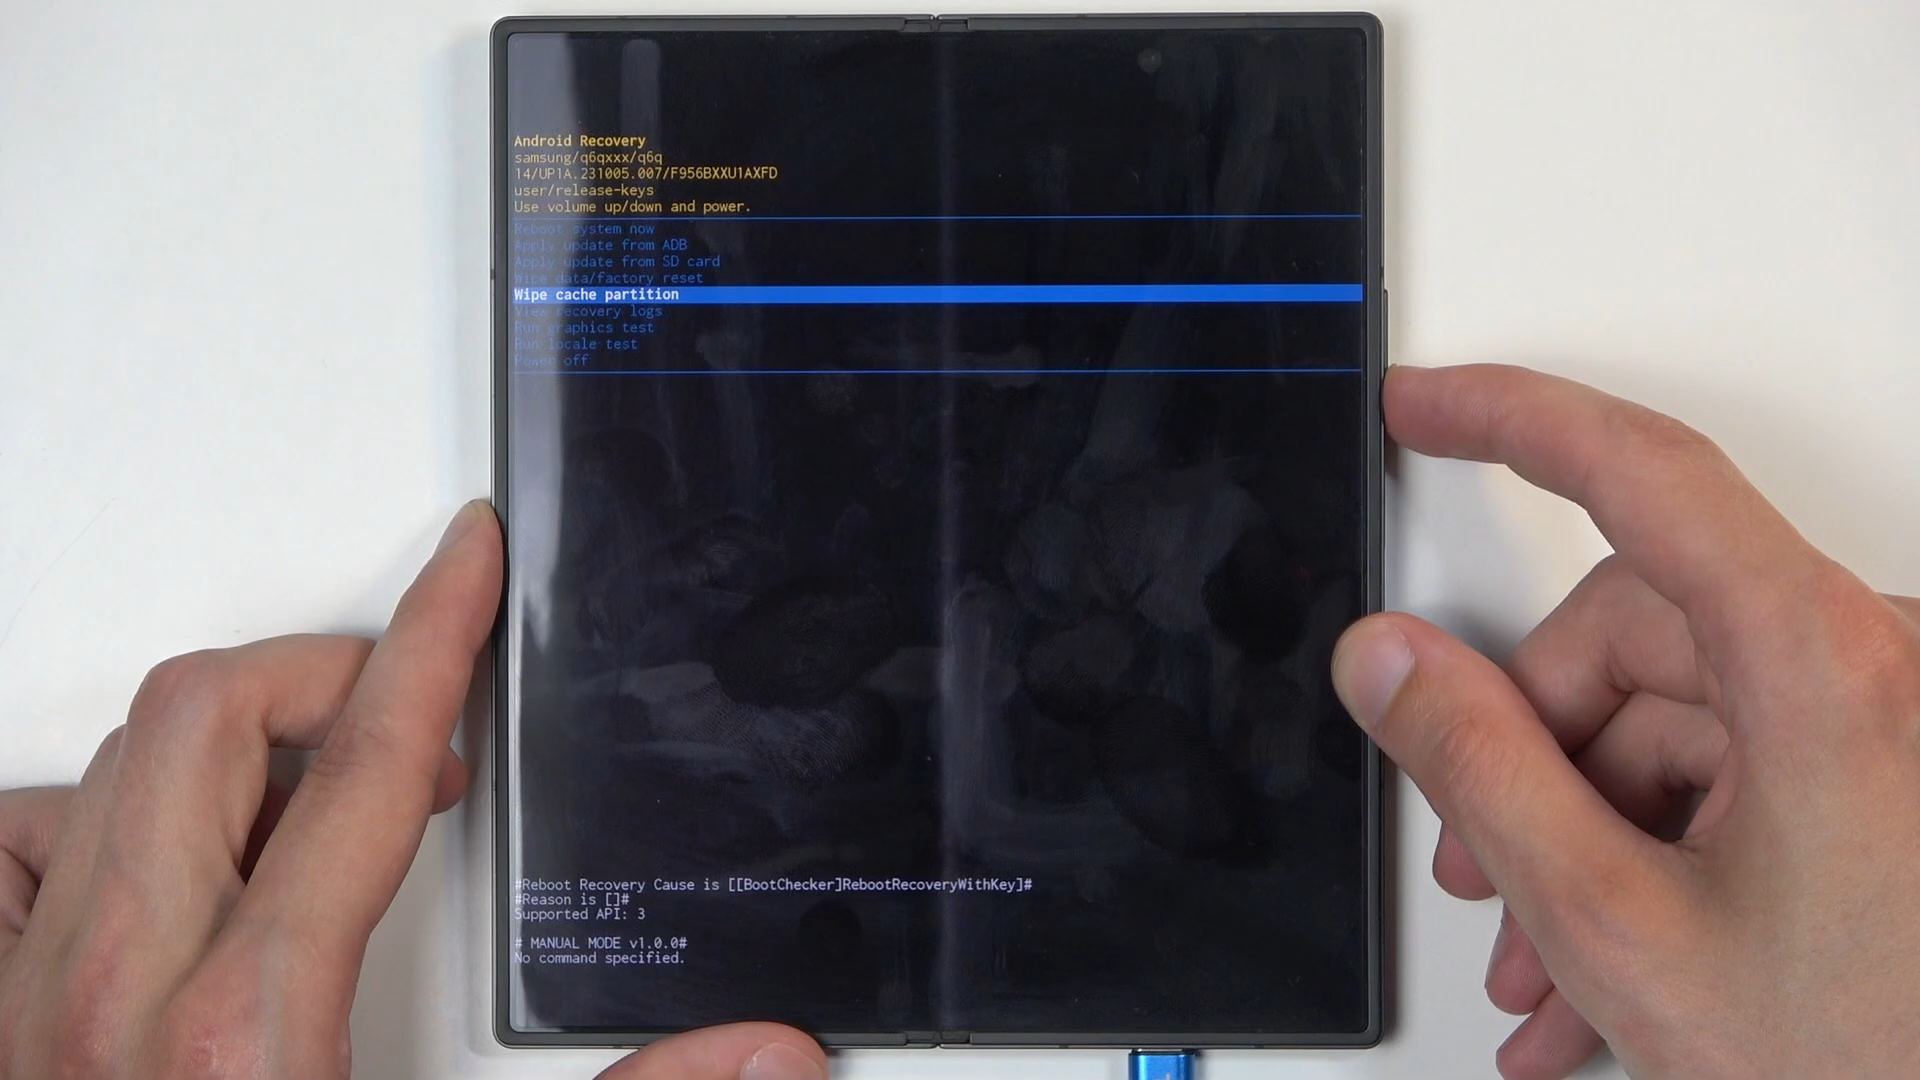 Android Recovery
samsung/q6qxxx/q6q
14/UP1A.231005.007/F956BXXU1AXFD
user/release-keys
Use volume up/down and power.
Reboot system now
Apply update from ADB
Apply update from SD card
Wipe data/factory reset
Wipe cache partition
View recovery logs
Run graphics test
Run locale test
Power off
#Reboot Recovery Cause is [[BootChecker]RebootRecoveryWithKey]#
#Reason is []#
Supported API: 3
# MANUAL MODE v1.0.0#
No command specified.